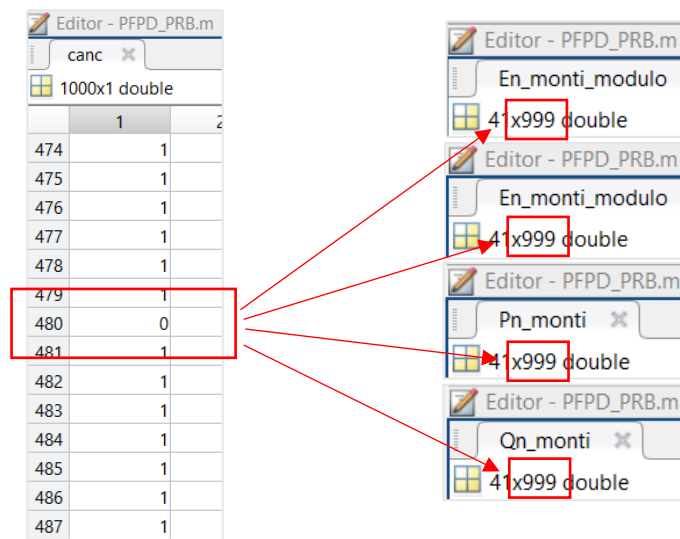 Editor - PFPD_PRB.m
canc
1000x1 double
1 2
474 1
475 1
476 1
477 1
478 1
479 1
480 0
481 1
482 1
483 1
484 1
485 1
486 1
487 1
Editor - PFPD_PRB.m
En_monti_modulo
41x999 double
Editor - PFPD_PRB.m
En_monti_modulo
41x999 double
Editor - PFPD_PRB.m
Pn_monti
41x999 double
Editor - PFPD_PRB.m
Qn_monti
41x999 double